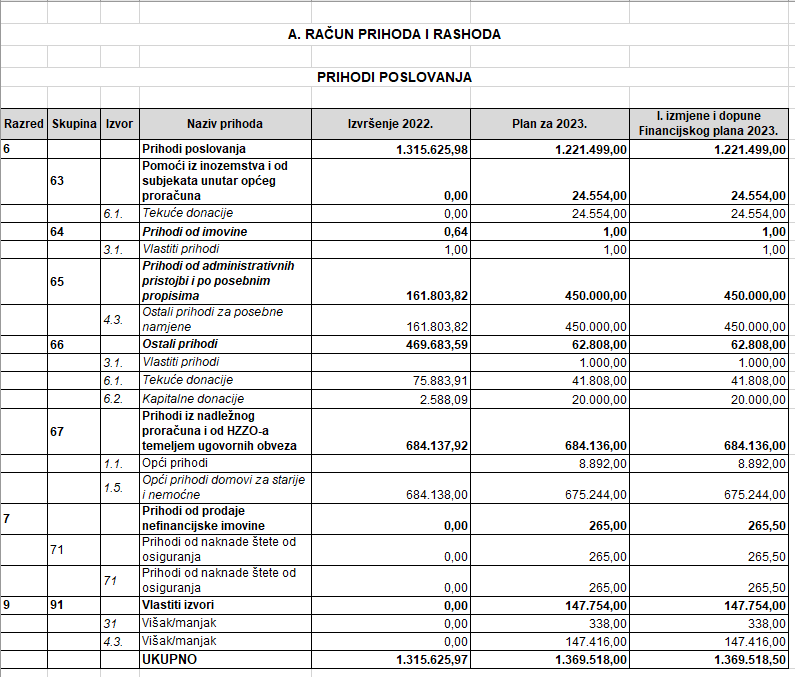 A. RAČUN PRIHODA I RASHODA
PRIHODI POSLOVANJA
Razred Skupina Izvor Naziv prihoda Izvršenje 2022. Plan za 2023. I. izmjene i dopune
Financijskog plana 2023.
6 Prihodi poslovanja 1.315.625,98 1.221.499,00 1.221.499,00
Pomoći iz inozemstva i od
63 subjekata unutar općeg
proračuna 0,00 24.554,00 24.554,00
6.1. Tekuće donacije 0,00 24.554,00 24.554,00
64 Prihodi od imovine 0,64 1,00 1,00
3.1. Vlastiti prihodi 1,00 1,00 1,00
Prihodi od administrativnih
65 pristojbi i po posebnim
propisima 161.803,82 450.000,00 450.000,00
4.3. Ostali prihodi za posebne
namjene 161.803,82 450.000,00 450.000,00
66 Ostali prihodi 469.683,59 62.808,00 62.808,00
3.1. Vlastiti prihodi 1.000,00 1.000,00
6.1. Tekuće donacije 75.883,91 41.808,00 41.808,00
6.2. Kapitalne donacije 2.588,09 20.000,00 20.000,00
Prihodi iz nadležnog
67 proračuna i od HZZO-a
temeljem ugovornih obveza 684.137,92 684.136,00 684.136,00
1.1. Opći prihodi 8.892,00 8.892,00
1.5. Opći prihodi domovi za starije
i nemoćne 684.138,00 675.244,00 675.244,00
7 Prihodi od prodaje
nefinancijske imovine 0,00 265,00 265,50
71 Prihodi od naknade štete od
osiguranja 0,00 265,00 265,50
71 Prihodi od naknade štete od
osiguranja 0,00 265,00 265,50
9 91 Vlastiti izvori 0,00 147.754,00 147.754,00
31 Višak/manjak 0,00 338,00 338,00
4.3. Višak/manjak 0,00 147.416,00 147.416,00
UKUPNO 1.315.625,97 1.369.518,00 1.369.518,50